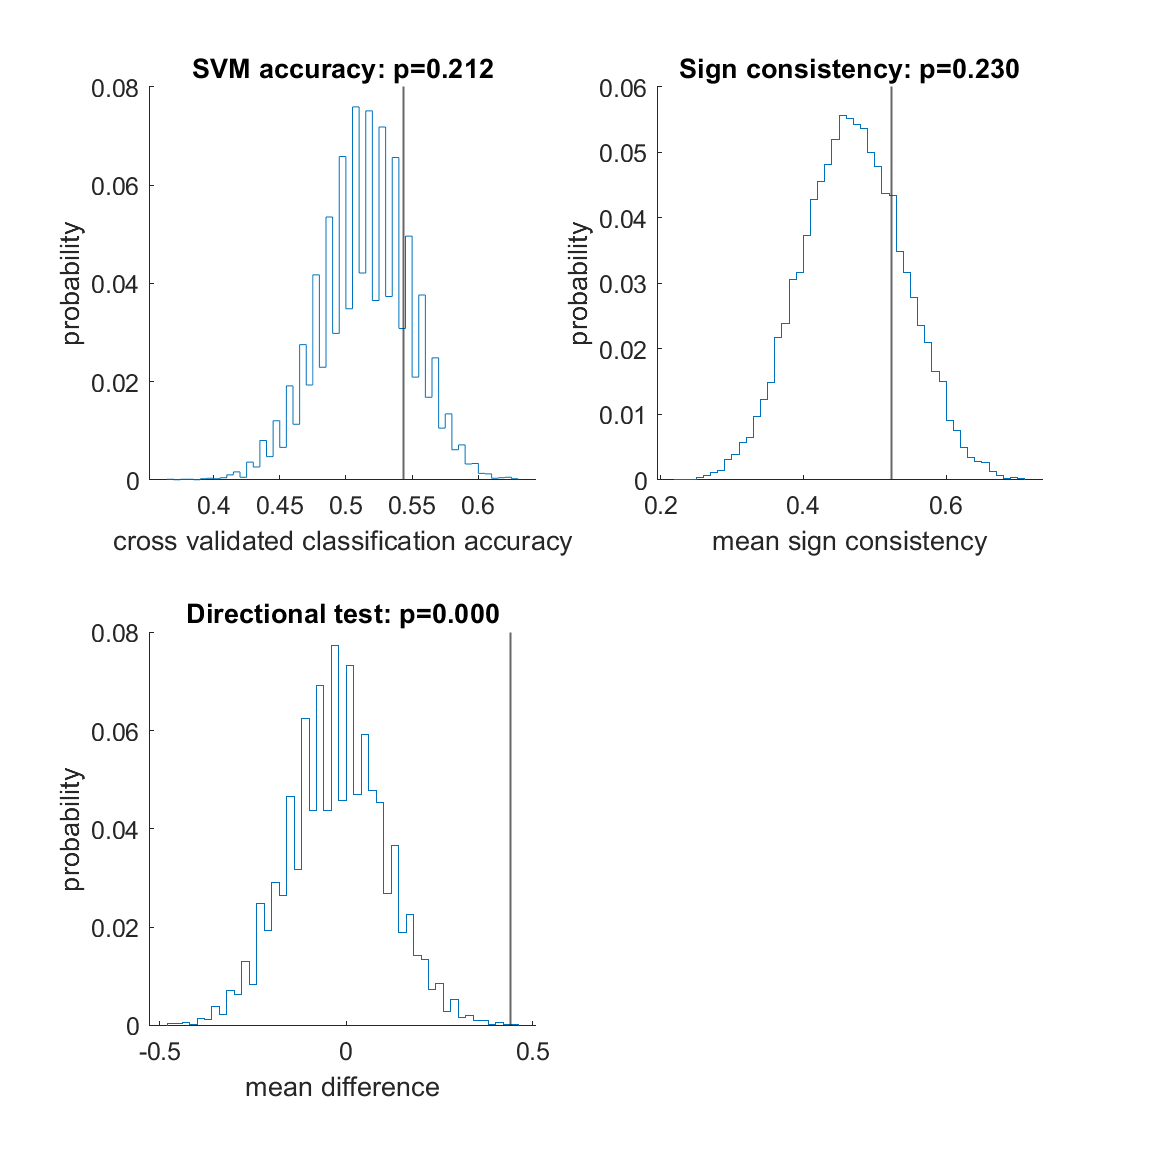 SVM accuracy: p=0.212
0.08
0.06
0.04
0.02
0
probability
0.4 0.45 0.5 0.55 0.6
cross validated classification accuracy
Sign consistency: p=0.230
0.06
0.05
0.04
0.03
0.02
0.01
0
probability
0.2 0.4 0.6
mean sign consistency
Directional test: p=0.000
0.08
0.06
0.04
0.02
0
probability
-0.5 0 0.5
mean difference